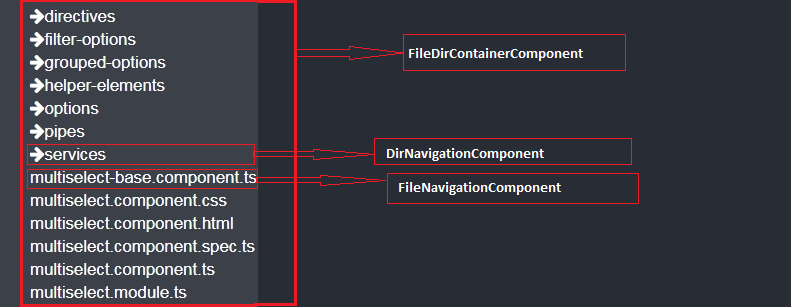 directives
filter-options
grouped-options
helper-elements
options
pipes
services
multiselect-base.component.ts
multiselect.component.css
multiselect.component.html
multiselect.component.spec.ts
multiselect.component.ts
multiselect.module.ts
FileDirContainerComponent
DirNavigationComponent
FileNavigationComponent